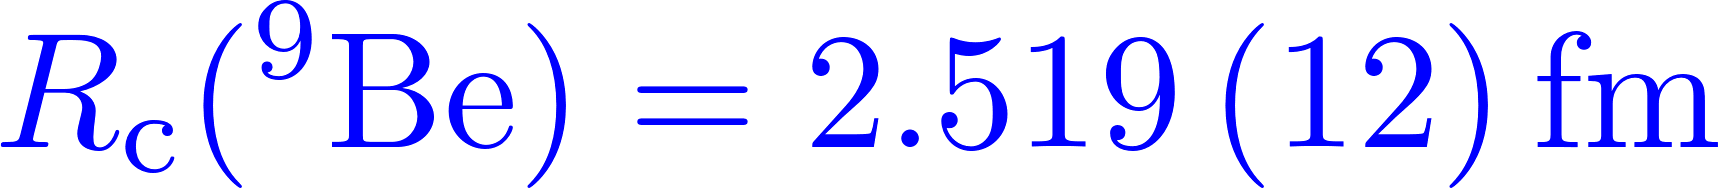 R_c(⁹Be) = 2.519 (12) fm